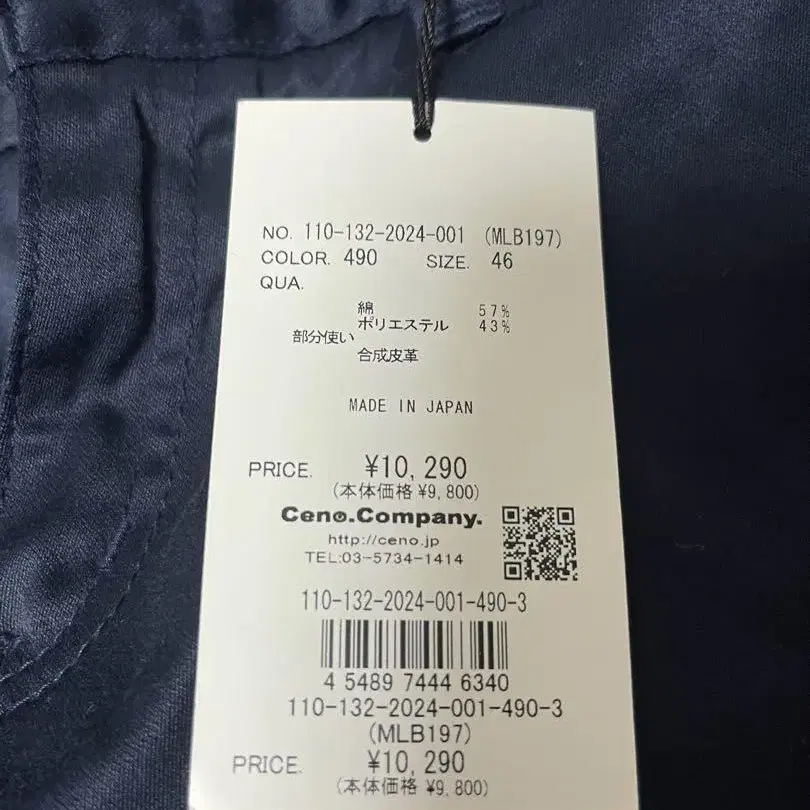 NO. 110-132-2024-001 (MLB197)
COLOR. 490 SIZE. 46
QUA.
綿 57%
ポリエステル 43%
部分使い
合成皮革
MADE IN JAPAN
PRICE. ¥10,290
(本体価格 ¥9,800)
Ceno.Company.
http://ceno.jp
TEL:03-5734-1414
110-132-2024-001-490-3
4 54897 4446340
110-132-2024-001-490-3
(MLB197)
PRICE. ¥10,290
(本体価格 ¥9,800)